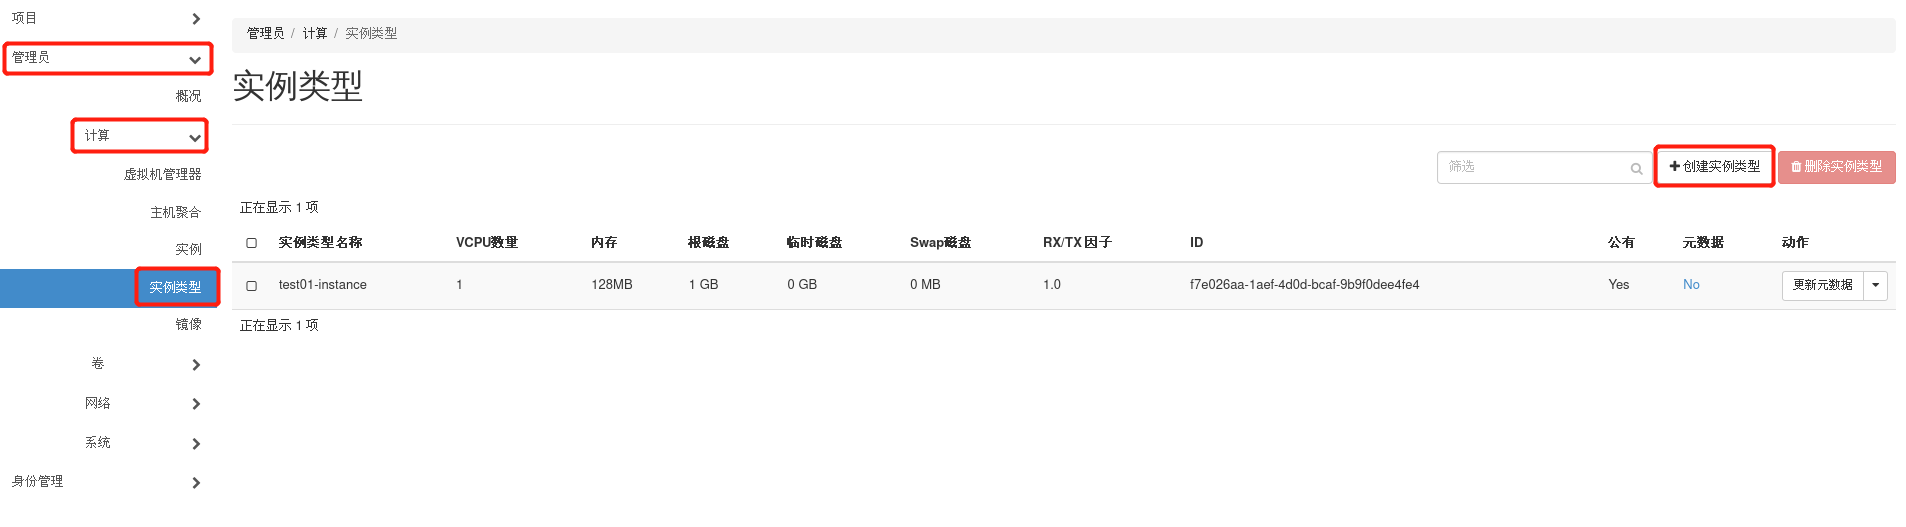 项目
管理员
概况
计算
虚拟机管理器
主机聚合
实例
实例类型
镜像
卷
网络
系统
身份管理
管理员 / 计算 / 实例类型
实例类型
筛选 创建实例类型 删除实例类型
正在显示 1 项
实例类型名称 VCPU数量 内存 根磁盘 临时磁盘 Swap磁盘 RX/TX 因子 ID 公有 元数据 动作
test01-instance 1 128MB 1 GB 0 GB 0 MB 1.0 f7e026aa-1aef-4d0d-bcaf-9b9f0dee4fe4 Yes No 更新元数据
正在显示 1 项